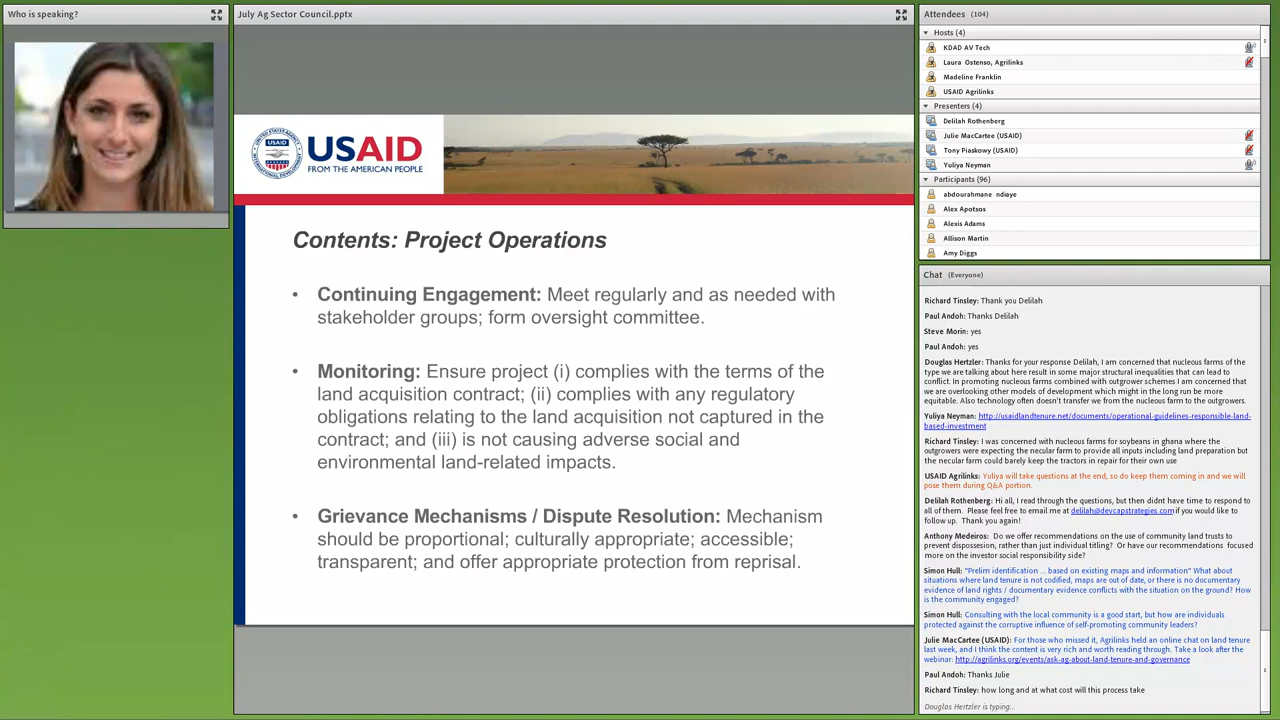 Who is speaking?
July Ag Sector Council.pptx
USAID
USAID
FROM THE AMERICAN PEOPLE
Contents: Project Operations
• Continuing Engagement: Meet regularly and as needed with
stakeholder groups; form oversight committee.
• Monitoring: Ensure project (i) complies with the terms of the
land acquisition contract; (ii) complies with any regulatory
obligations relating to the land acquisition not captured in the
contract; and (iii) is not causing adverse social and
environmental land-related impacts.
• Grievance Mechanisms / Dispute Resolution: Mechanism
should be proportional; culturally appropriate; accessible;
transparent; and offer appropriate protection from reprisal.
Attendees (104)
Hosts (4)
KDAD AV Tech
Laura Ostenso, Agrilinks
Madeline Franklin
USAID Agrilinks
Presenters (4)
Delilah Rothenberg
Julie MacCartee (USAID)
Tony Piaskowy (USAID)
Yuliya Neyman
Participants (96)
abdourahmane ndiaye
Alex Apotsos
Alexis Adams
Allison Martin
Amy Diggs
Chat (Everyone)
Richard Tinsley: Thank you Delilah
Paul Andoh: Thanks Delilah
Steve Morin: yes
Paul Andoh: yes
Douglas Hertzler: Thanks for your response Delilah, I am concerned that nucleous farms of the
type we are talking about here result in some major structural inequalities that can lead to
conflict. In promoting nucleous farms combined with outgrower schemes I am concerned that
we are overlooking other models of development which might in the long run be more
equitable. Also technology often doesn't transfer from the nucleous farm to the outgrowers.
Yuliya Neyman: http://usaidlandtenure.net/documents/operational-guidelines-responsible-land-
based-investment
Richard Tinsley: I was concerned with nucleous farms for soybeans in ghana where the
outgrowers were expecting the necular farm to provide all inputs including land preparation but
the necular farm could barely keep the tractors in repair for their own use
USAID Agrilinks: Yuliya will take questions at the end, so do keep them coming in and we will
pose them during Q&A portion.
Delilah Rothenberg: Hi all, I read through the questions, but then didnt have time to respond to
all of them. Please feel free to email me at delilah@devcapstrategies.com if you would like to
follow up. Thank you again!
Anthony Medeiros: Do we offer recommendations on the use of community land trusts to
prevent dispossession, rather than just individual titling? Or have our recommendations focused
more on the investor social responsibility side?
Simon Hull: "Prelim identification ... based on existing maps and information" What about
situations where land tenure is not codified, maps are out of date, or there is no documentary
evidence of land rights / documentary evidence conflicts with the situation on the ground? How
is the community engaged?
Simon Hull: Consulting with the local community is a good start, but how are individuals
protected against the corruptive influence of self-promoting community leaders?
Julie MacCartee (USAID): For those who missed it, Agrilinks held an online chat on land tenure
last week, and I think the content is very rich and worth reading through. Take a look after the
webinar: http://agrilinks.org/events/ask-ag-about-land-tenure-and-governance
Paul Andoh: Thanks Julie
Richard Tinsley: how long and at what cost will this process take
Douglas Hertzler is typing...